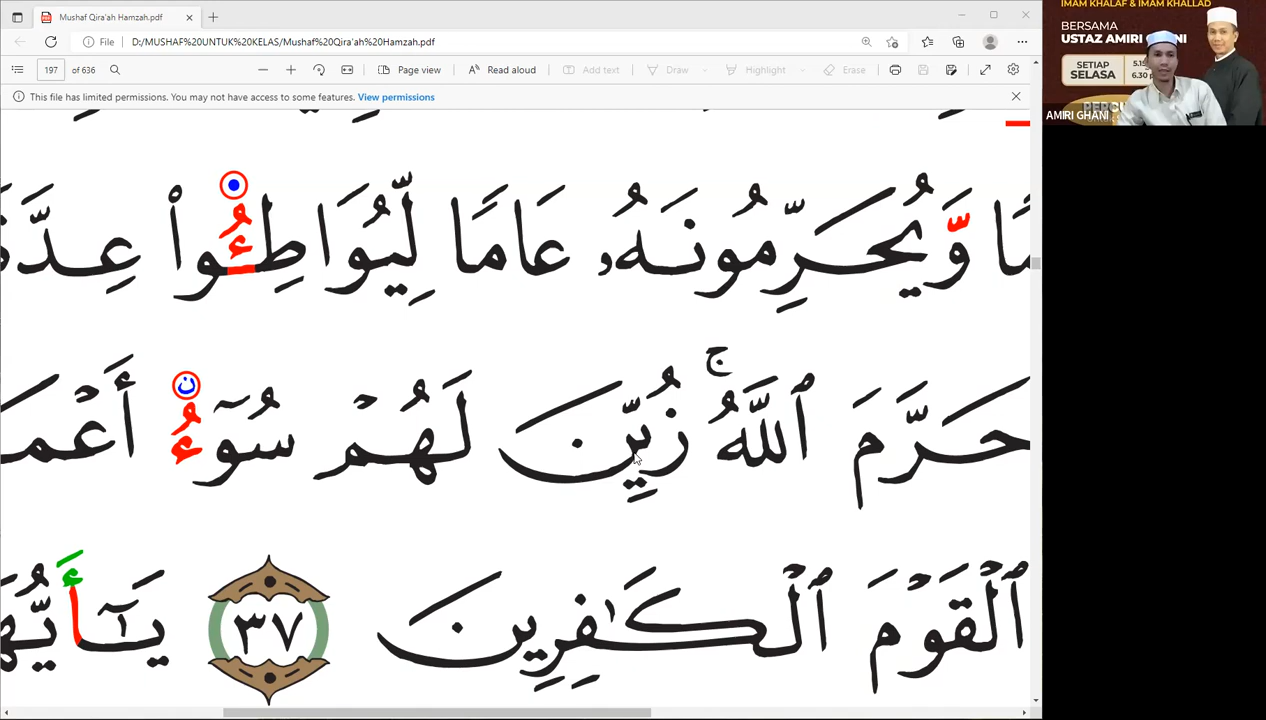 Mushaf Qira'ah Hamzah.pdf
File D:/MUSHAF%20UNTUK%20KELAS/Mushaf%20Qira'ah%20Hamzah.pdf
197 of 636 Page view Read aloud Add text Draw Highlight Erase
This file has limited permissions. You may not have access to some features. View permissions
IMAM KHALAF & IMAM KHALLAD
BERSAMA
USTAZ AMIRI GHANI
SETIAP
SELASA
6.30
AMIRI GHANI
وَّيُحَرِّمُونَهُۥ عَامًا لِّيُوَاطِـُٔوا۟ عِدَّةَ
ن
حَرَّمَ ٱللَّهُ ۚ زُيِّنَ لَهُمْ سُوٓءُ
ٱلْقَوْمَ ٱلْكَـٰفِرِينَ ٣٧ يَـٰٓأَيُّهَا